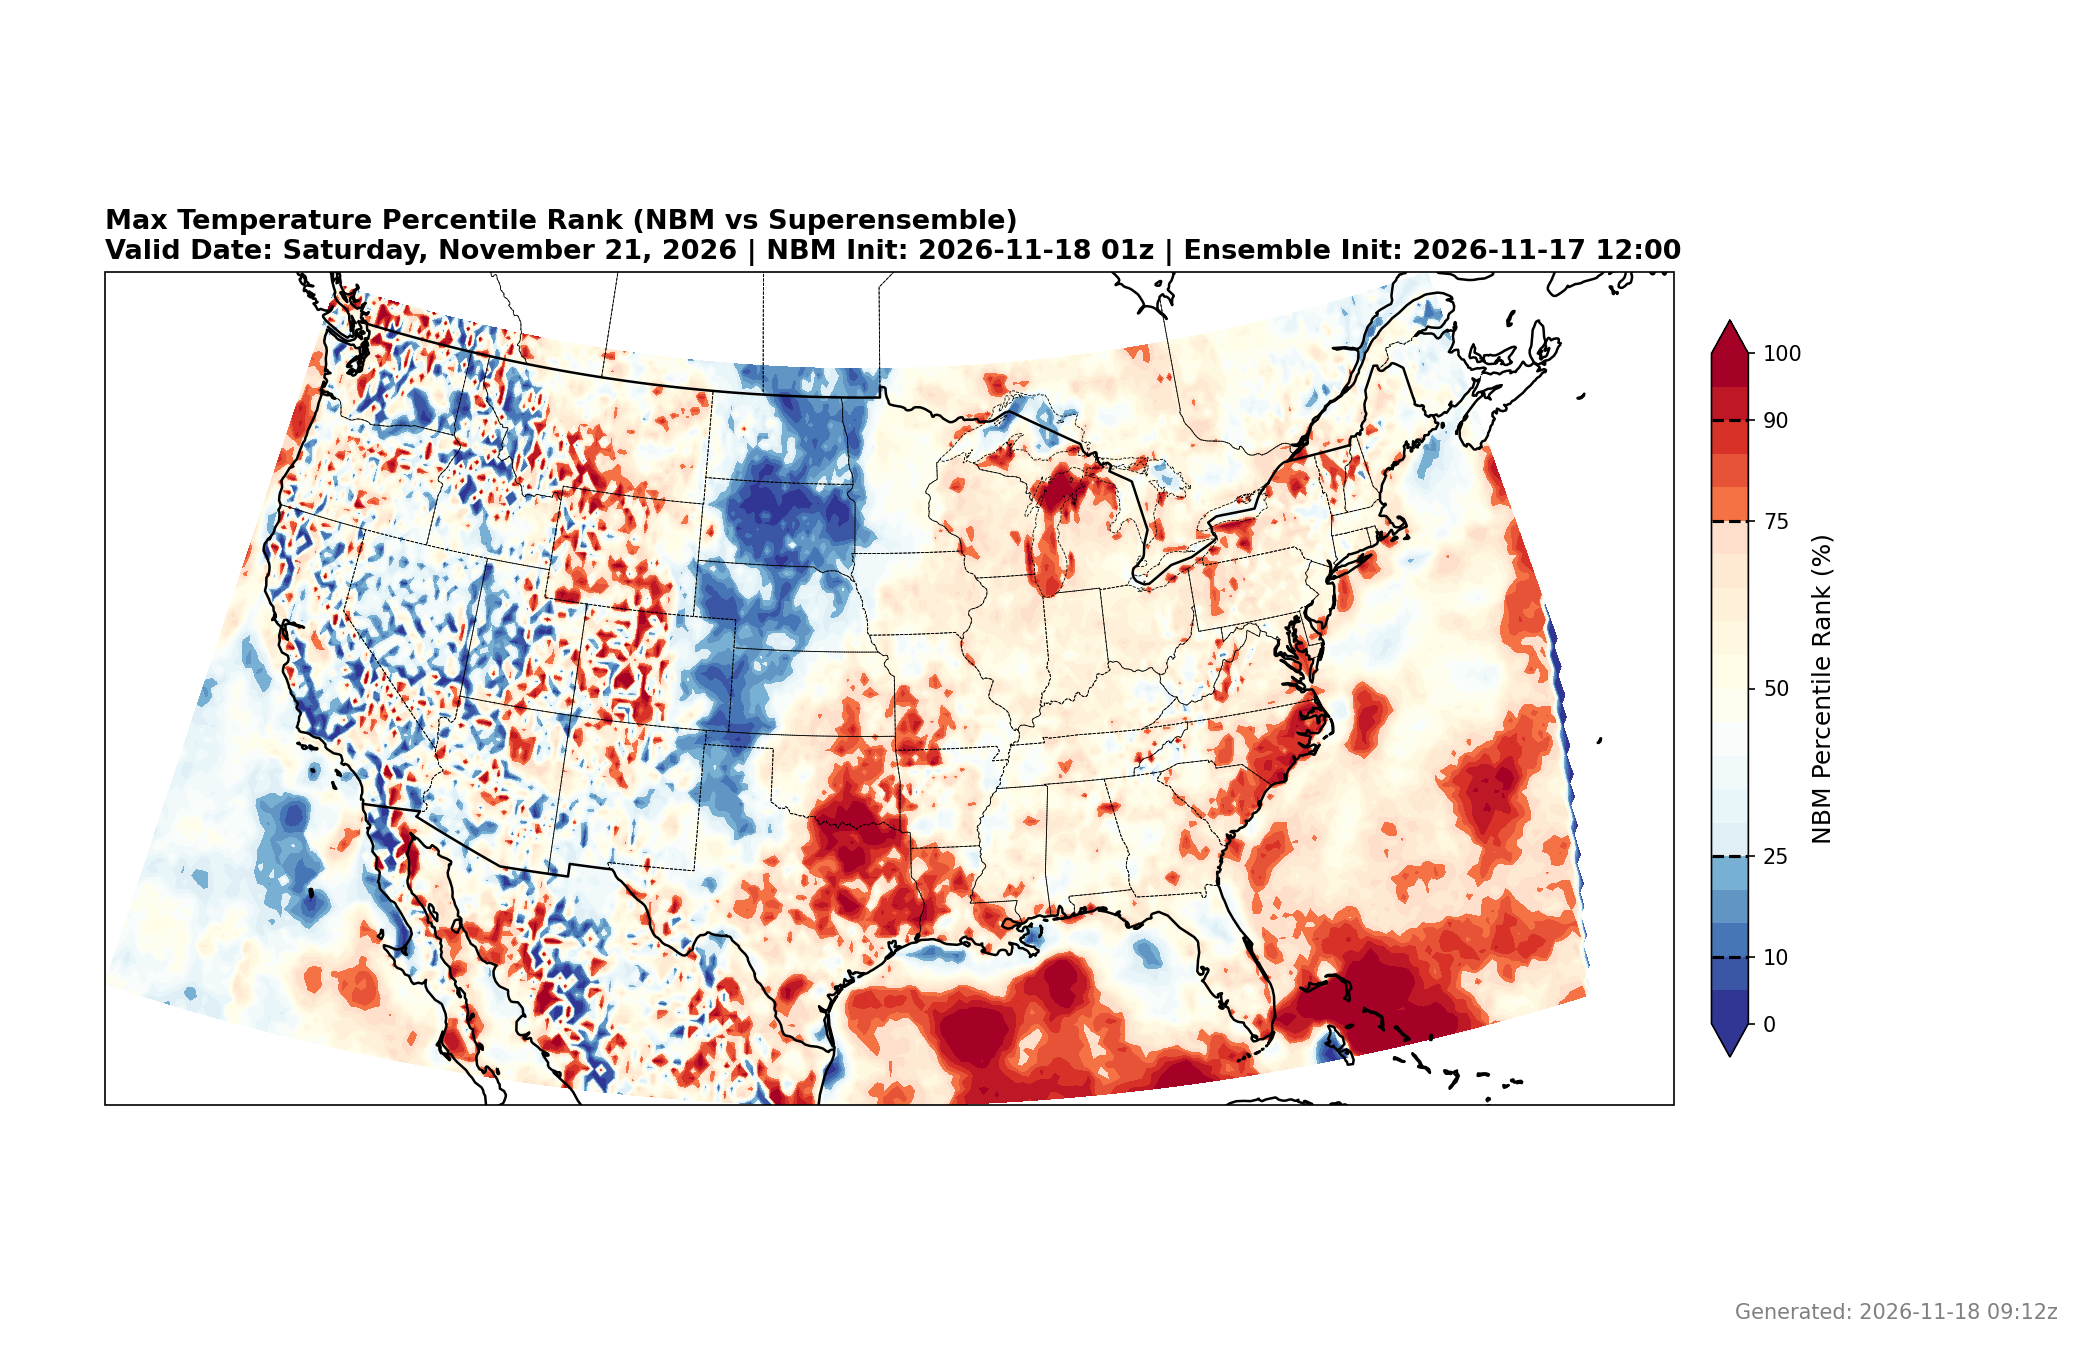 Max Temperature Percentile Rank (NBM vs Superensemble)
Valid Date: Saturday, November 21, 2026 | NBM Init: 2026-11-18 01z | Ensemble Init: 2026-11-17 12:00
100
90
75
50
25
10
0
NBM Percentile Rank (%)
Generated: 2026-11-18 09:12z